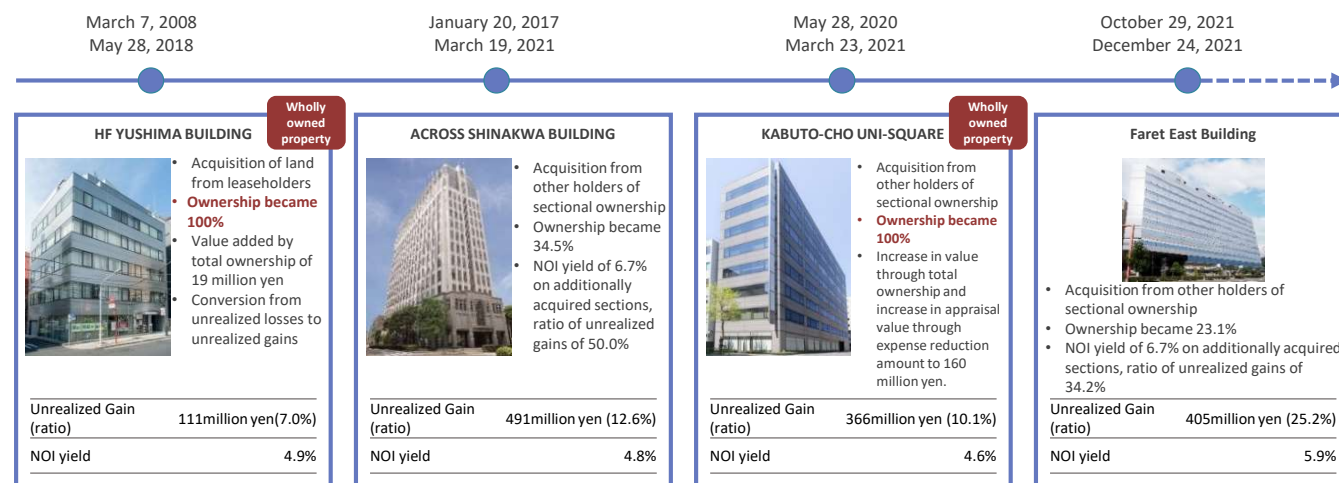 March 7, 2008
May 28, 2018
January 20, 2017
March 19, 2021
May 28, 2020
March 23, 2021
October 29, 2021
December 24, 2021
Wholly
owned
property
HF YUSHIMA BUILDING
• Acquisition of land
from leaseholders
• Ownership became
100%
• Value added by
total ownership of
19 million yen
• Conversion from
unrealized losses to
unrealized gains
Unrealized Gain
(ratio)
111million yen(7.0%)
NOI yield
4.9%
ACROSS SHINAKWA BUILDING
• Acquisition from
other holders of
sectional ownership
• Ownership became
34.5%
• NOI yield of 6.7%
on additionally
acquired sections,
ratio of unrealized
gains of 50.0%
Unrealized Gain
(ratio)
491million yen (12.6%)
NOI yield
4.8%
Wholly
owned
property
KABUTO-CHO UNI-SQUARE
• Acquisition from
other holders of
sectional ownership
• Ownership became
100%
• Increase in value
through total
ownership and
increase in appraisal
value through
expense reduction
amount to 160
million yen.
Unrealized Gain
(ratio)
366million yen (10.1%)
NOI yield
4.6%
Faret East Building
• Acquisition from other holders of
sectional ownership
• Ownership became 23.1%
• NOI yield of 6.7% on additionally acquired
sections, ratio of unrealized gains of
34.2%
Unrealized Gain
(ratio)
405million yen (25.2%)
NOI yield
5.9%